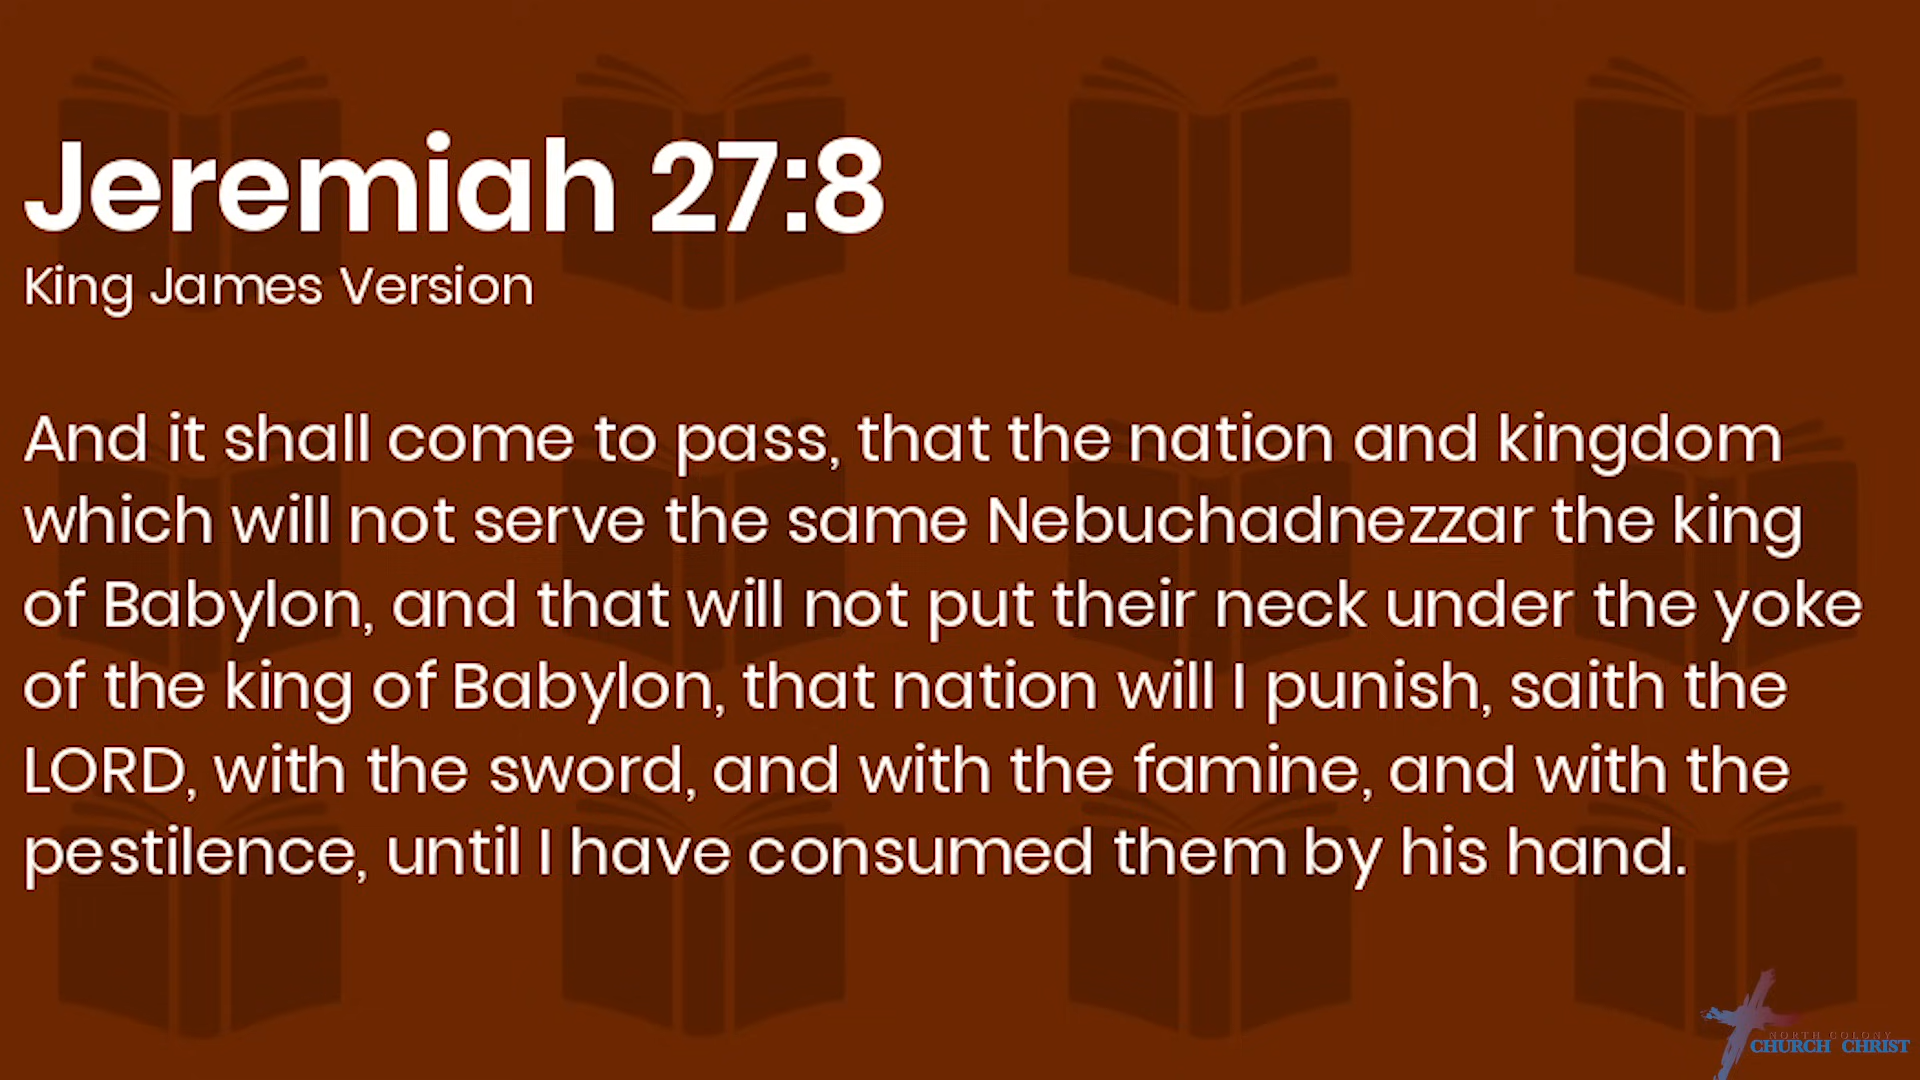 Jeremiah 27:8
King James Version
And it shall come to pass, that the nation and kingdom
which will not serve the same Nebuchadnezzar the king
of Babylon, and that will not put their neck under the yoke
of the king of Babylon, that nation will I punish, saith the
LORD, with the sword, and with the famine, and with the
pestilence, until I have consumed them by his hand.
NORTH COLONY
CHURCH CHRIST